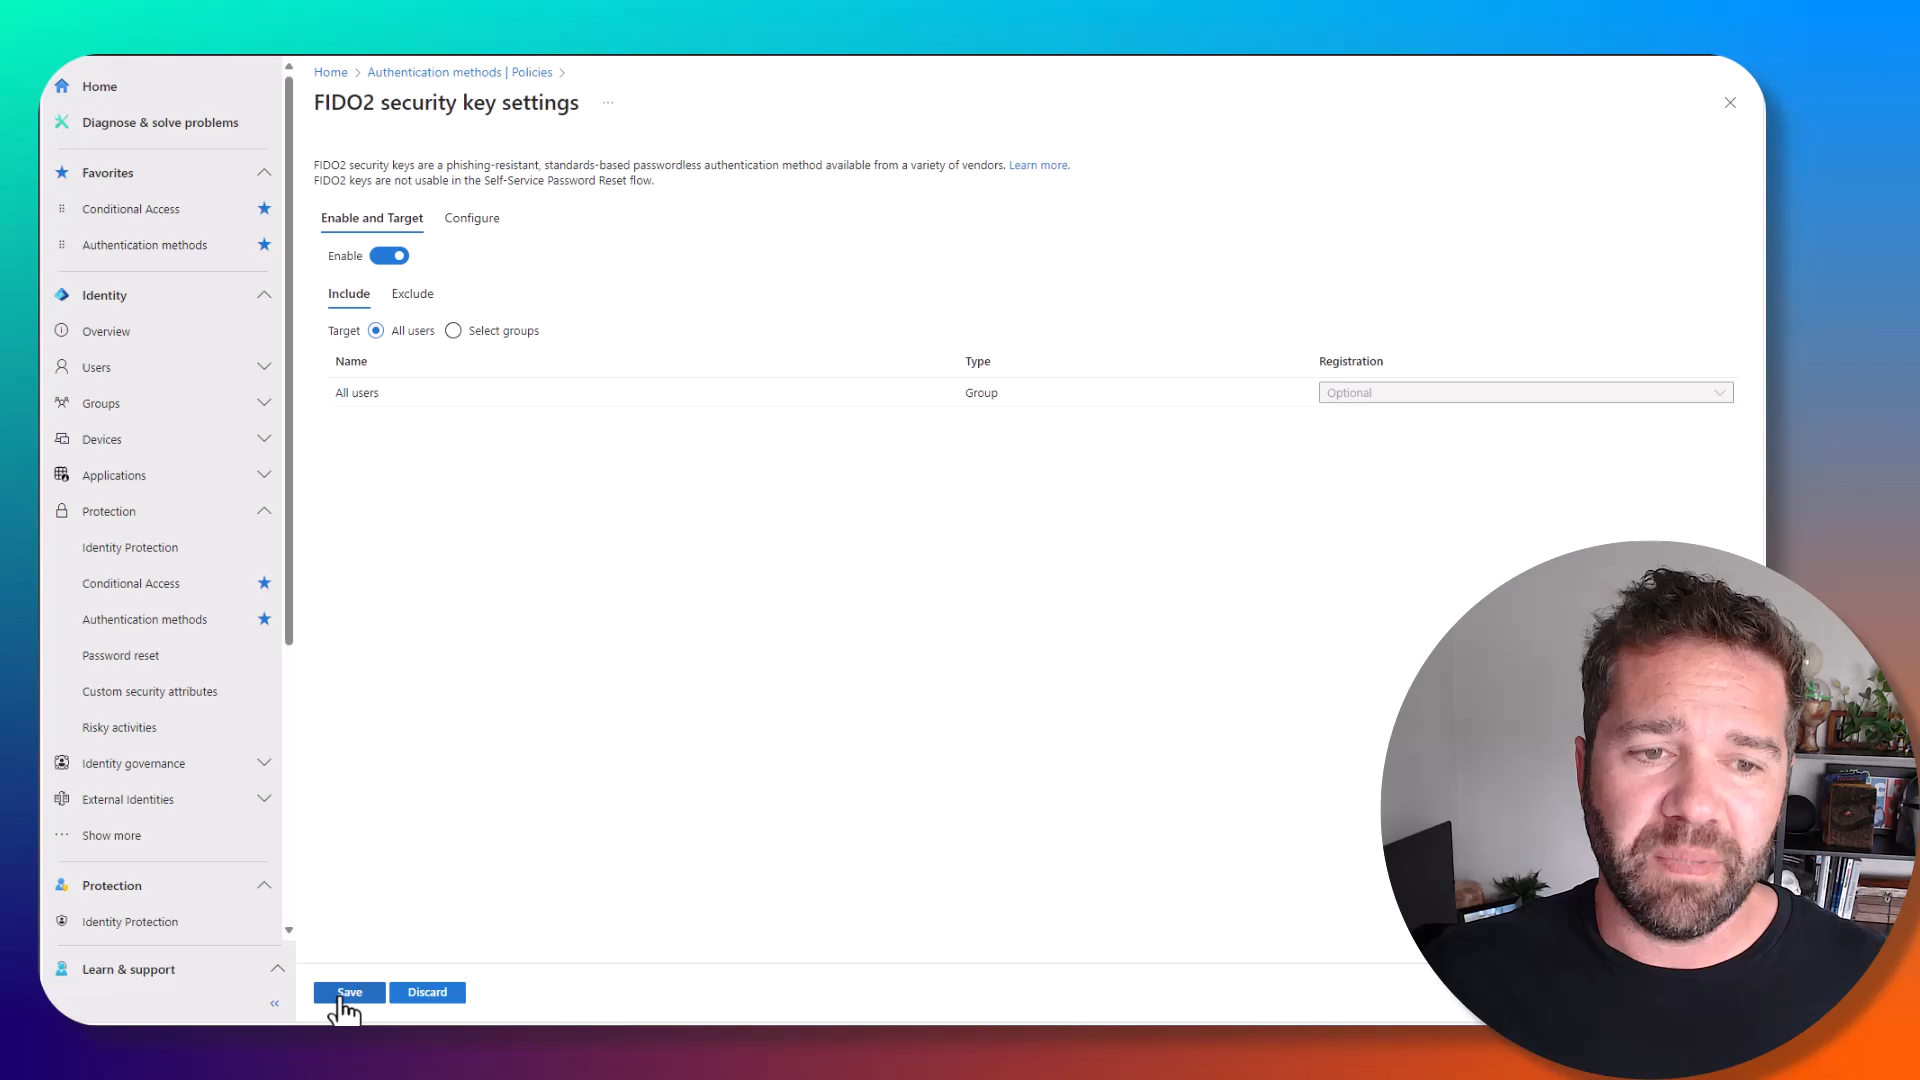 Home
Diagnose & solve problems
Favorites
Conditional Access
Authentication methods
Identity
Overview
Users
Groups
Devices
Applications
Protection
Identity Protection
Conditional Access
Authentication methods
Password reset
Custom security attributes
Risky activities
Identity governance
External Identities
Show more
Protection
Identity Protection
Learn & support
Home > Authentication methods | Policies >
FIDO2 security key settings
FIDO2 security keys are a phishing-resistant, standards-based passwordless authentication method available from a variety of vendors. Learn more.
FIDO2 keys are not usable in the Self-Service Password Reset flow.
Enable and Target Configure
Enable
Include Exclude
Target All users Select groups
Name Type Registration
All users Group Optional
Save Discard